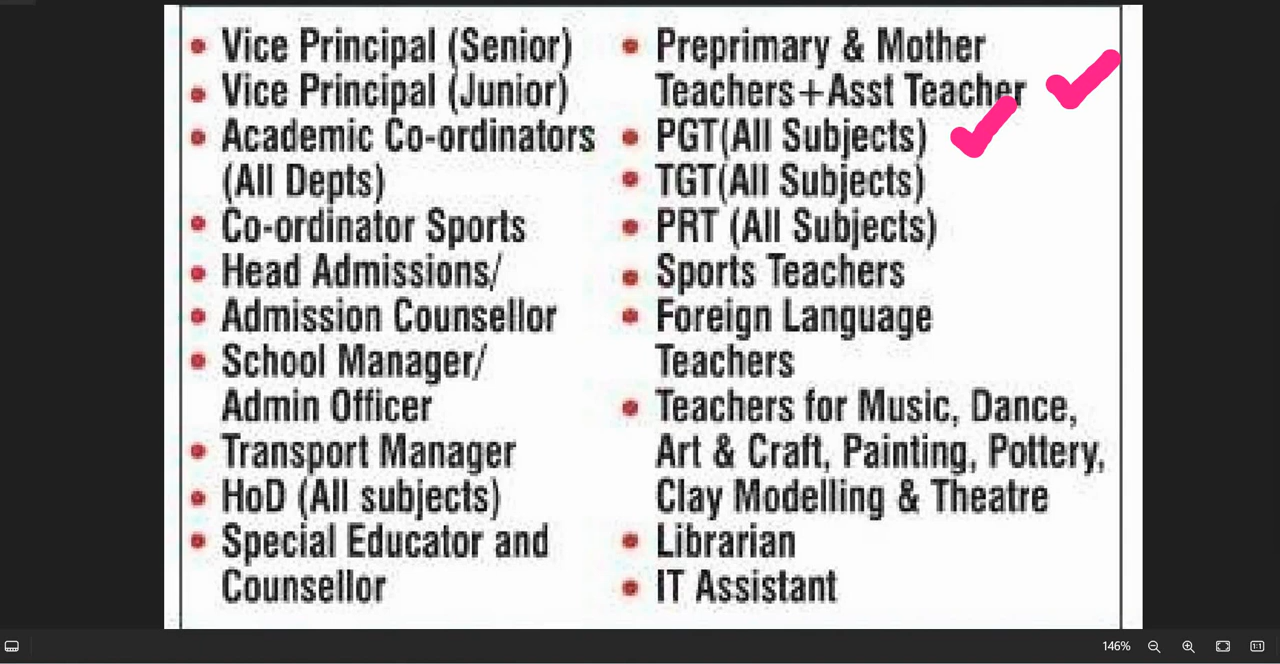 Vice Principal (Senior)
Vice Principal (Junior)
Academic Co-ordinators
(All Depts)
Co-ordinator Sports
Head Admissions/
Admission Counsellor
School Manager/
Admin Officer
Transport Manager
HoD (All subjects)
Special Educator and
Counsellor
Preprimary & Mother
Teachers+Asst Teacher
PGT(All Subjects)
TGT(All Subjects)
PRT (All Subjects)
Sports Teachers
Foreign Language
Teachers
Teachers for Music, Dance,
Art & Craft, Painting, Pottery,
Clay Modelling & Theatre
Librarian
IT Assistant
146%
1:1